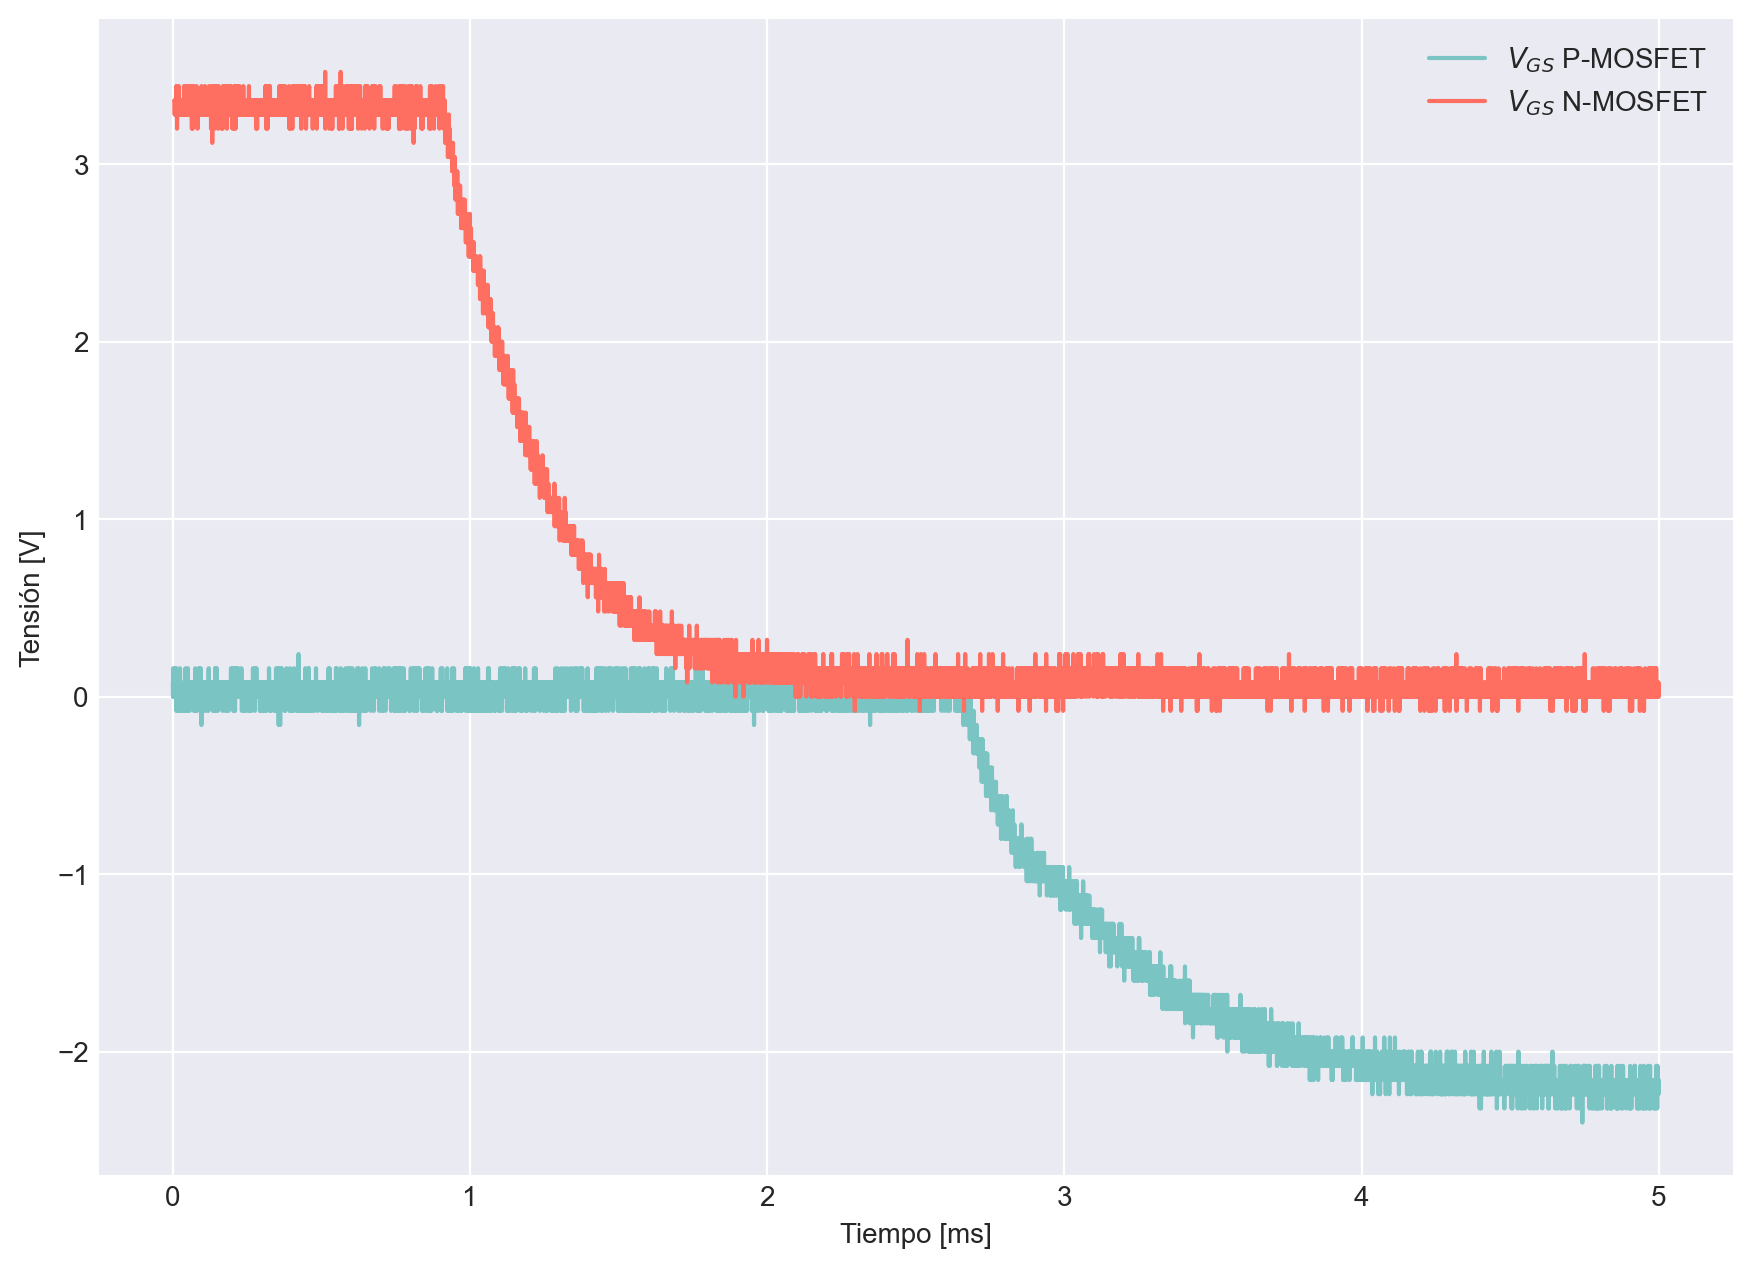 V_GS P-MOSFET
V_GS N-MOSFET
3
2
1
0
−1
−2
Tensión [V]
0 1 2 3 4 5
Tiempo [ms]